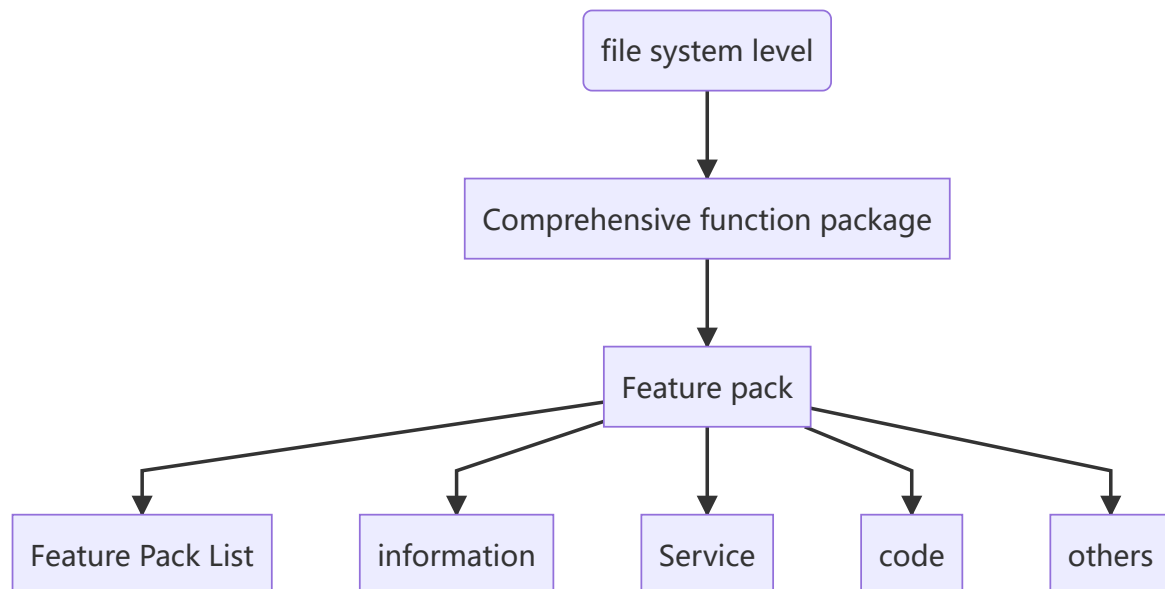 file system level
Comprehensive function package
Feature pack
Feature Pack List
information
Service
code
others